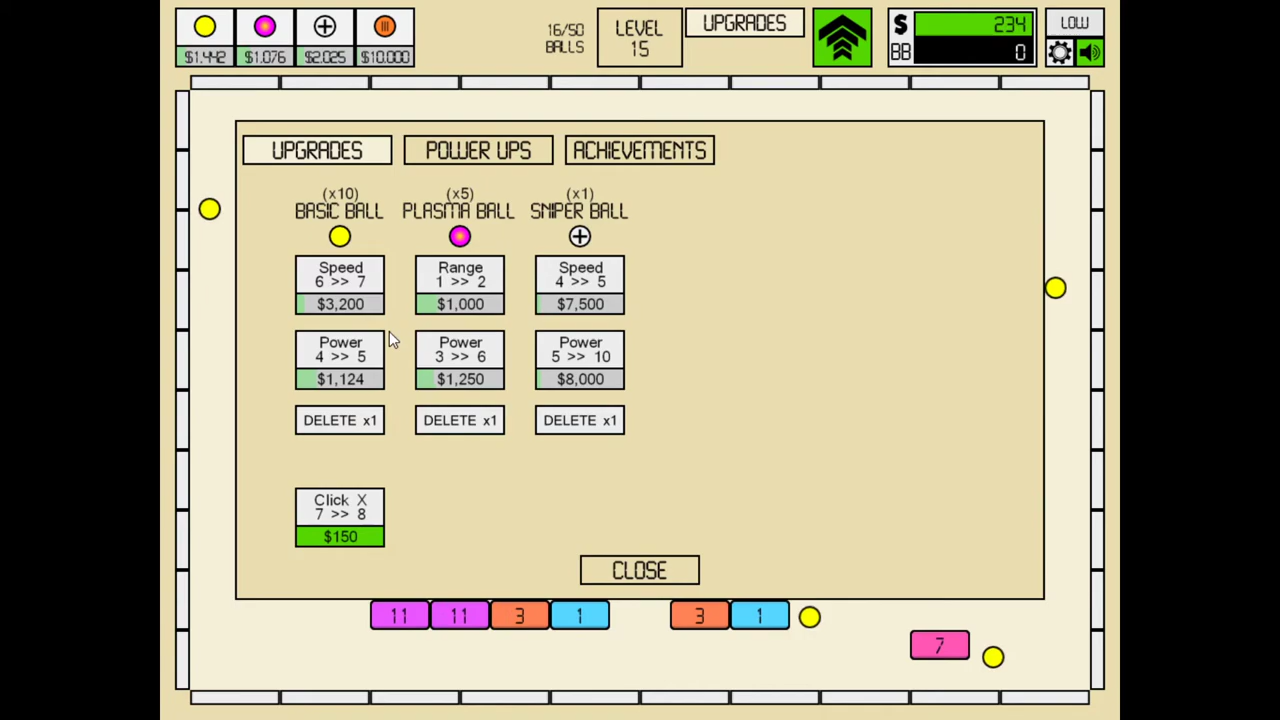 $1.442 $1.076 $2.025 $10.000
16/50
BALLS
LEVEL
15
UPGRADES
$ 234
BB 0
LOW
UPGRADES POWER UPS ACHIEVEMENTS
(x10) (x5) (x1)
BASIC BALL PLASMA BALL SNIPER BALL
Speed Range Speed
6 >> 7 1 >> 2 4 >> 5
$3,200 $1,000 $7,500
Power Power Power
4 >> 5 3 >> 6 5 >> 10
$1,124 $1,250 $8,000
DELETE x1 DELETE x1 DELETE x1
Click X
7 >> 8
$150
CLOSE
11 11 3 1 3 1
7